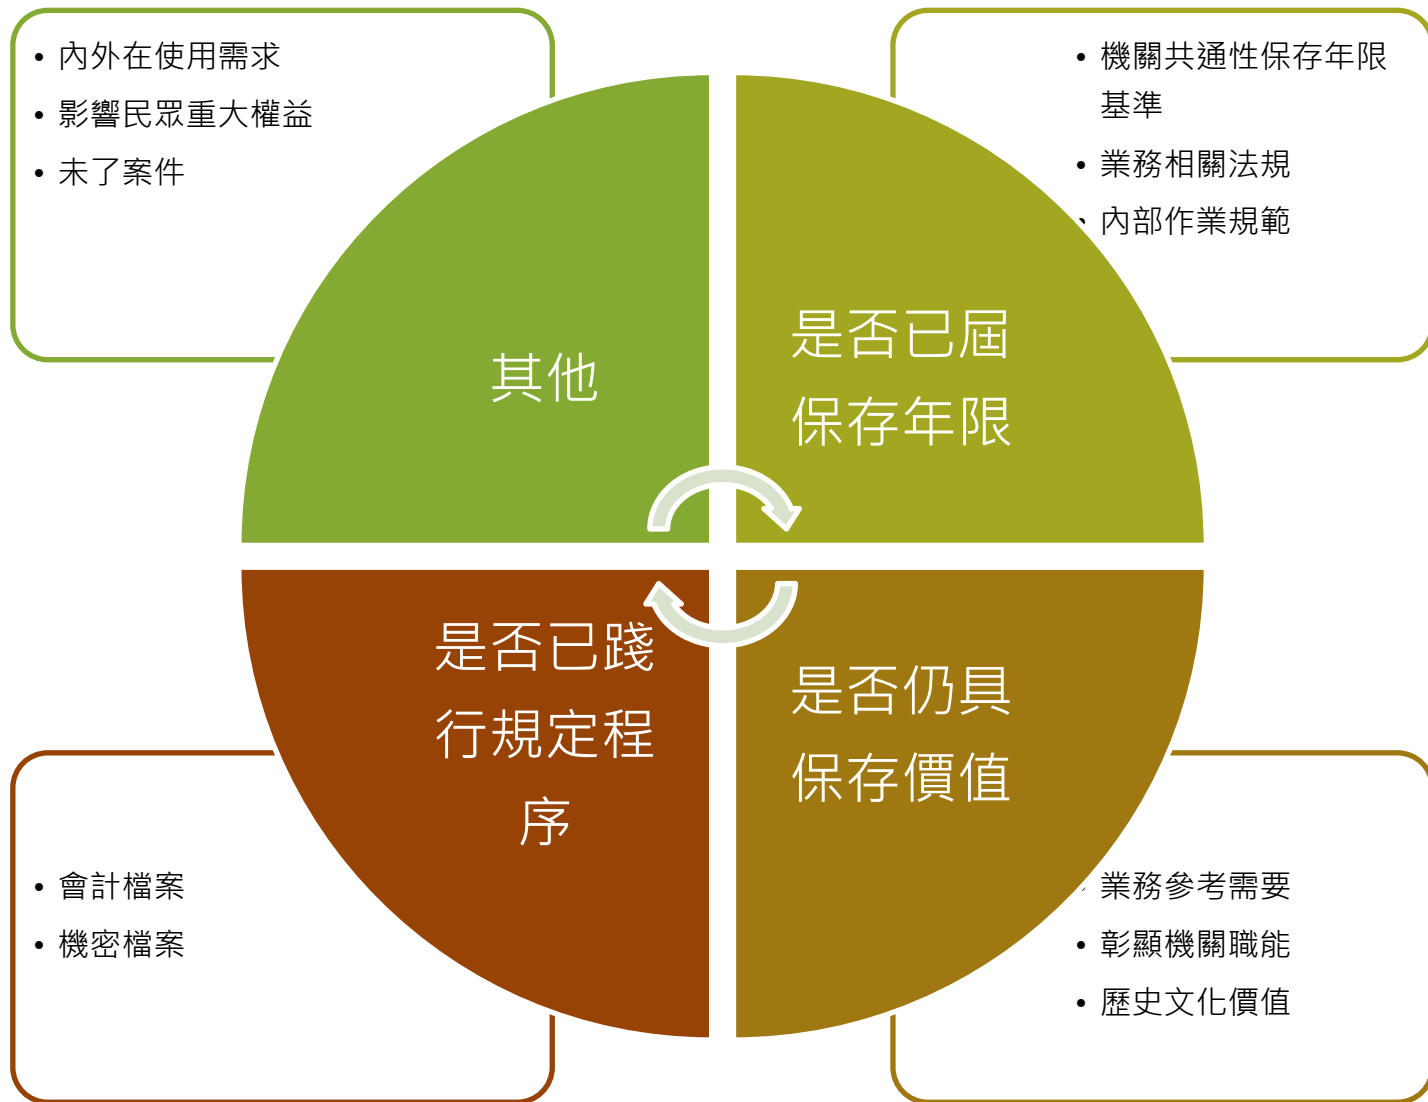 • 內外在使用需求
• 影響民眾重大權益
• 未了案件
• 機關共通性保存年限
基準
• 業務相關法規
• 內部作業規範
其他
是否已屆
保存年限
是否已踐
行規定程
序
是否仍具
保存價值
• 會計檔案
• 機密檔案
• 業務參考需要
• 彰顯機關職能
• 歷史文化價值